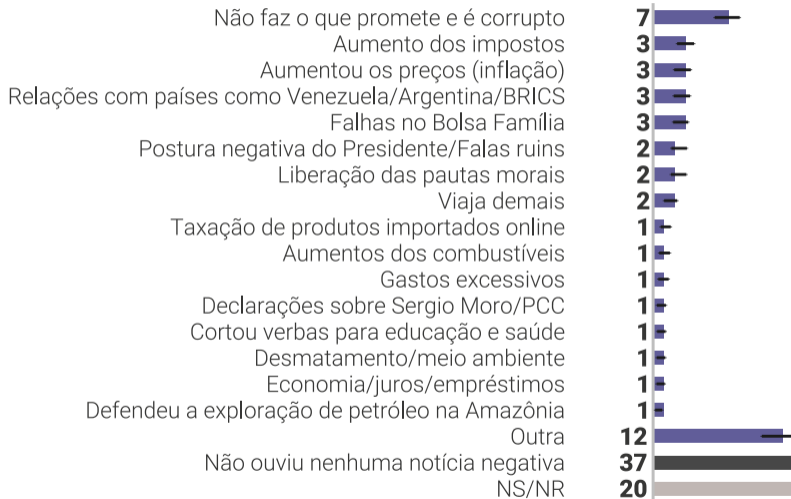 Não faz o que promete e é corrupto 7
Aumento dos impostos 3
Aumentou os preços (inflação) 3
Relações com países como Venezuela/Argentina/BRICS 3
Falhas no Bolsa Família 3
Postura negativa do Presidente/Falas ruins 2
Liberação das pautas morais 2
Viaja demais 2
Taxação de produtos importados online 1
Aumentos dos combustíveis 1
Gastos excessivos 1
Declarações sobre Sergio Moro/PCC 1
Cortou verbas para educação e saúde 1
Desmatamento/meio ambiente 1
Economia/juros/empréstimos 1
Defendeu a exploração de petróleo na Amazônia 1
Outra 12
Não ouviu nenhuma notícia negativa 37
NS/NR 20